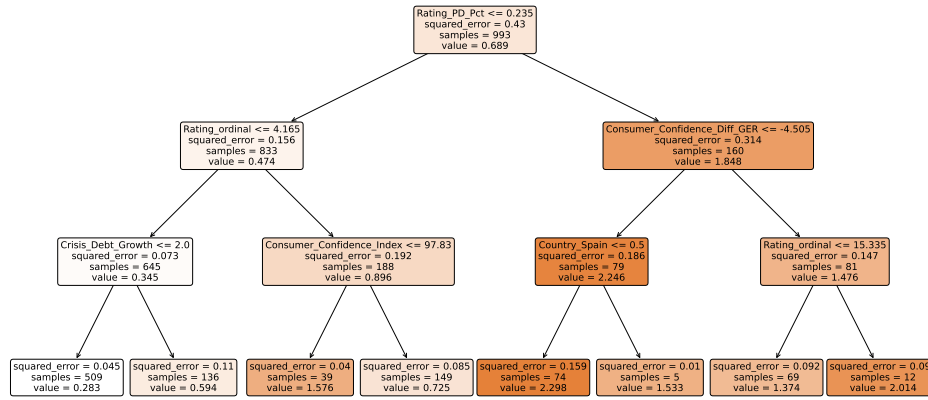 Rating_PD_Pct <= 0.235
squared_error = 0.43
samples = 993
value = 0.689
Rating_ordinal <= 4.165
squared_error = 0.156
samples = 833
value = 0.474
Consumer_Confidence_Diff_GER <= -4.505
squared_error = 0.314
samples = 160
value = 1.848
Crisis_Debt_Growth <= 2.0
squared_error = 0.073
samples = 645
value = 0.345
Consumer_Confidence_Index <= 97.83
squared_error = 0.192
samples = 188
value = 0.896
Country_Spain <= 0.5
squared_error = 0.186
samples = 79
value = 2.246
Rating_ordinal <= 15.335
squared_error = 0.147
samples = 81
value = 1.476
squared_error = 0.045
samples = 509
value = 0.283
squared_error = 0.11
samples = 136
value = 0.594
squared_error = 0.04
samples = 39
value = 1.576
squared_error = 0.085
samples = 149
value = 0.725
squared_error = 0.159
samples = 74
value = 2.298
squared_error = 0.01
samples = 5
value = 1.533
squared_error = 0.092
samples = 69
value = 1.374
squared_error =
samples = 12
value = 2.014